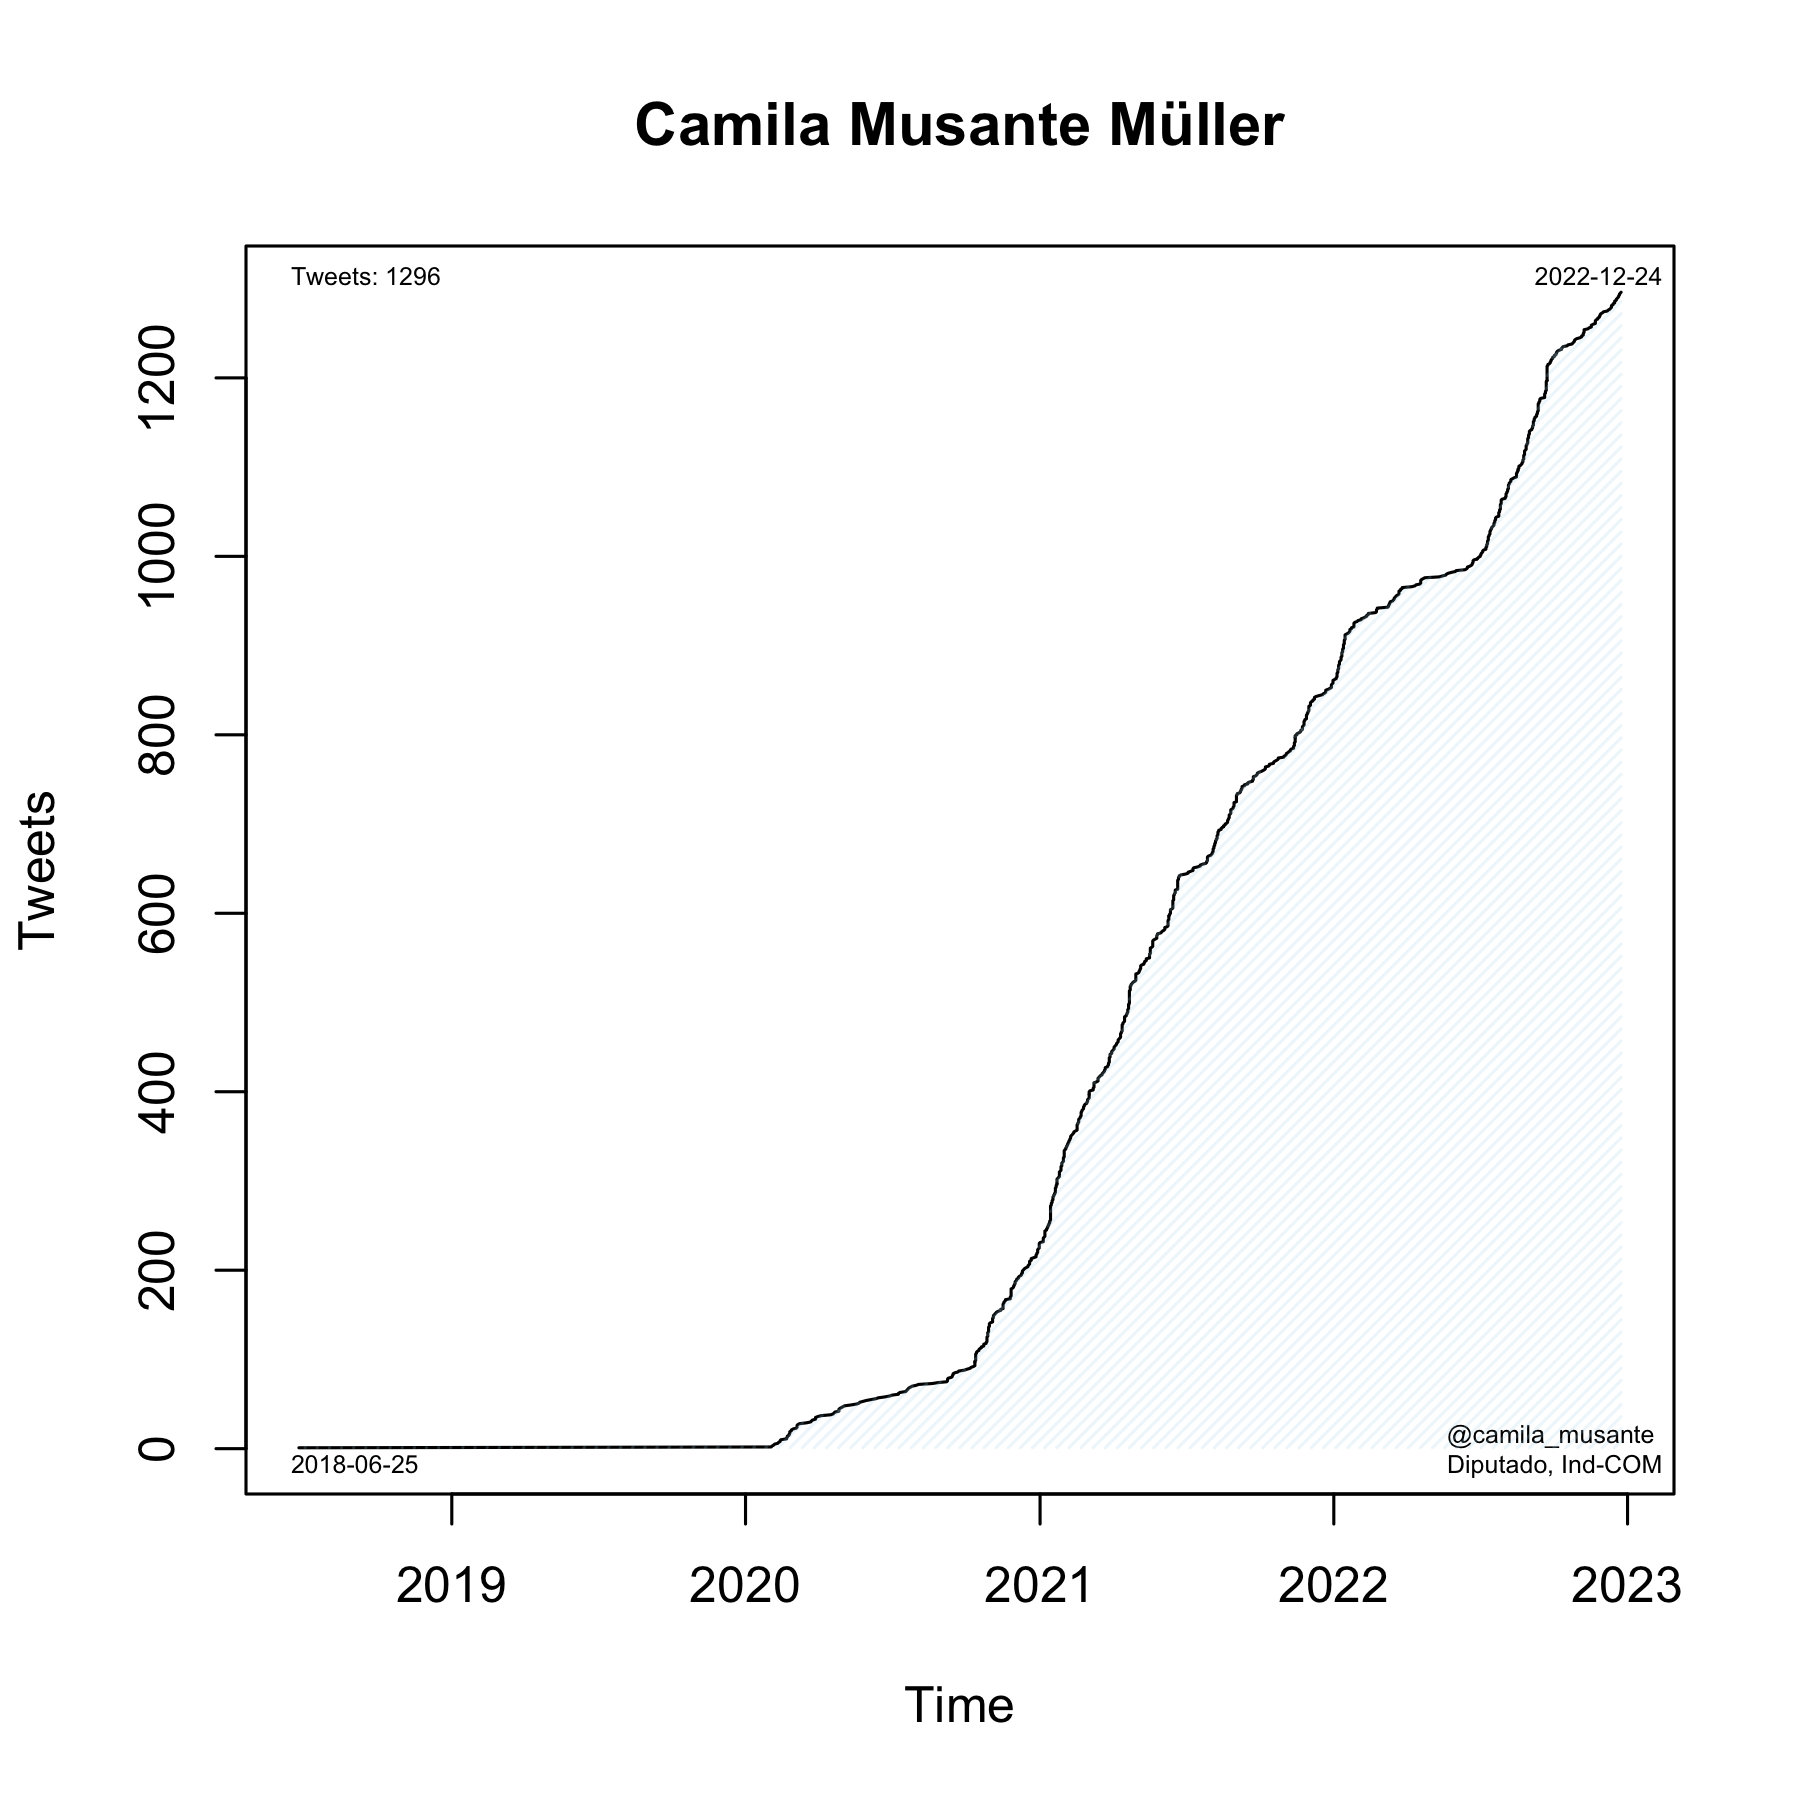 Camila Musante Müller
Tweets: 1296
2022-12-24
1200
1000
800
600
400
200
0
Tweets
@camila_musante
Diputado, Ind-COM
2018-06-25
2019
2020
2021
2022
2023
Time